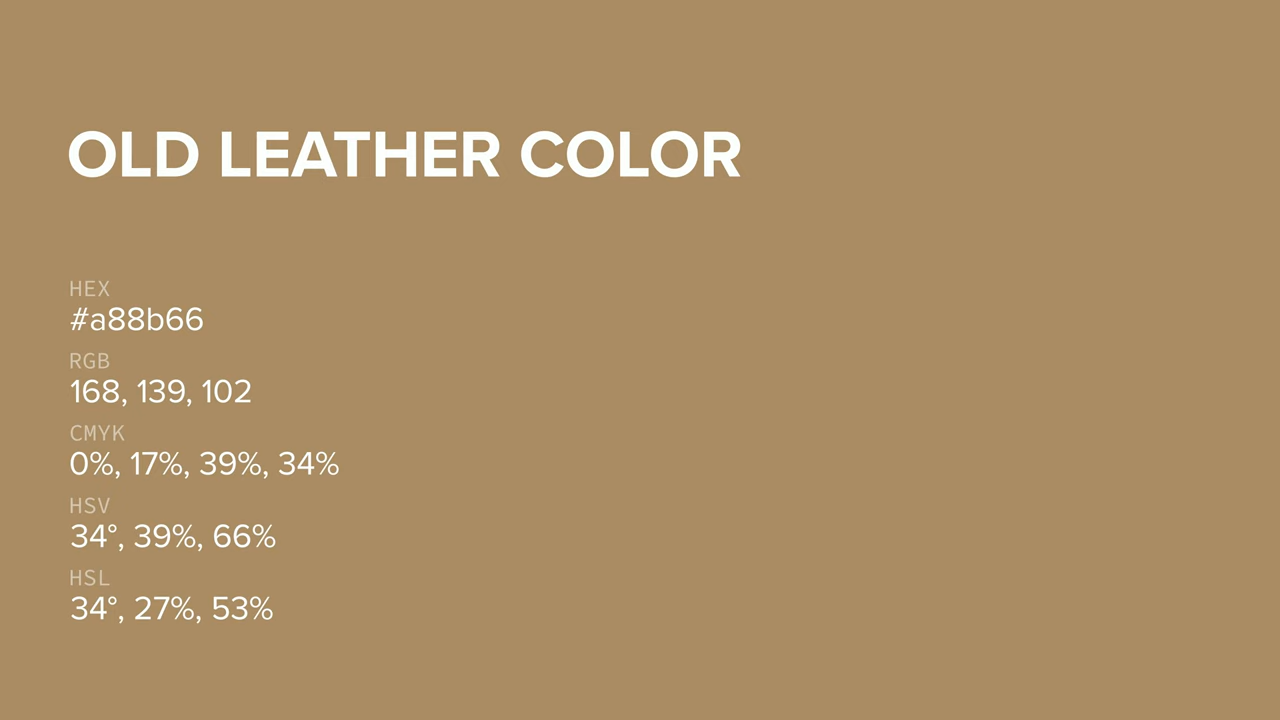 OLD LEATHER COLOR
HEX
#a88b66
RGB
168, 139, 102
CMYK
0%, 17%, 39%, 34%
HSV
34°, 39%, 66%
HSL
34°, 27%, 53%